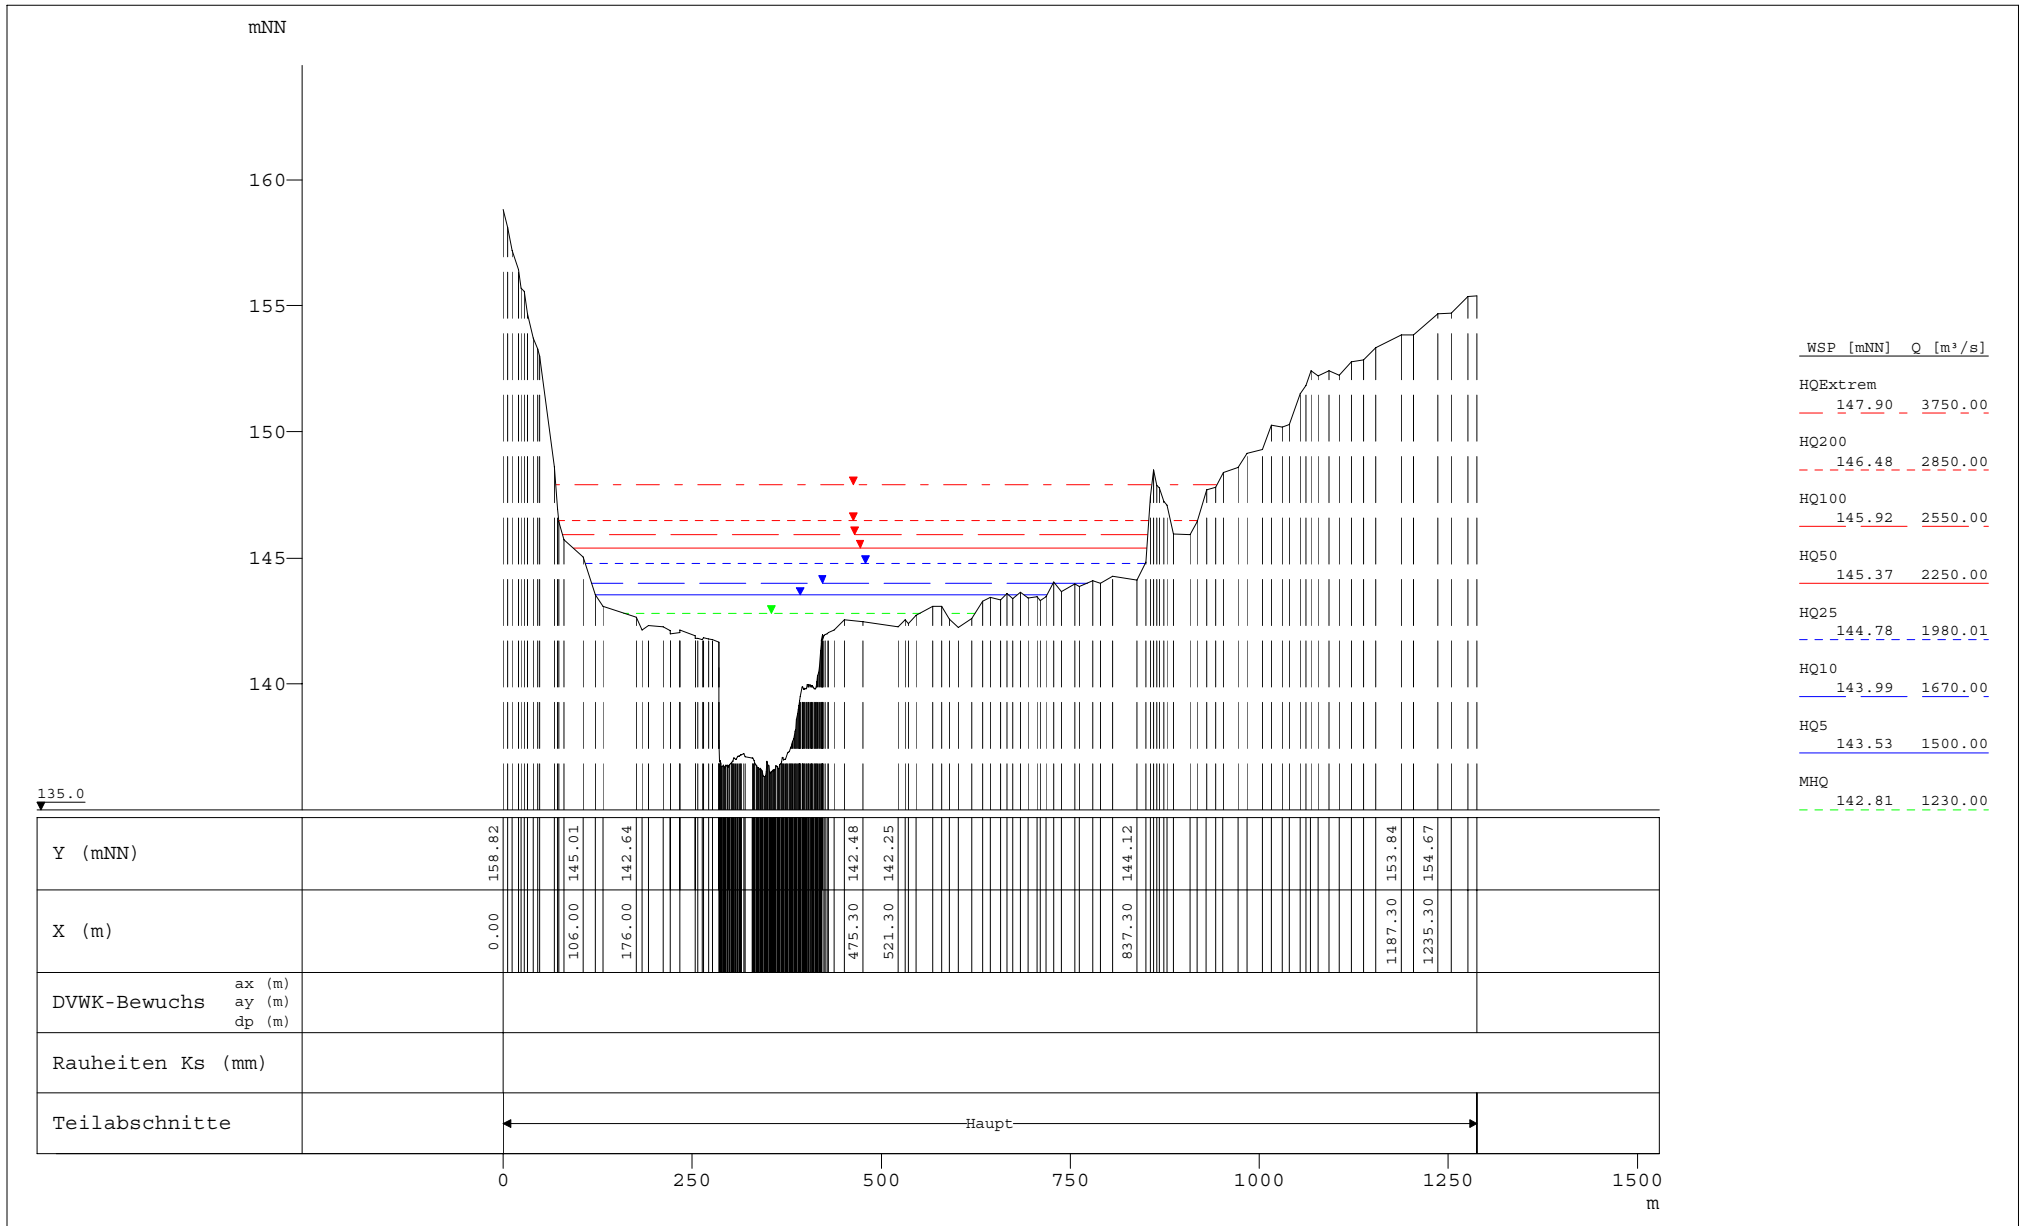 mNN
160
155
150
145
140
135.0
WSP [mNN] Q [m³/s]
HQExtrem
147.90 3750.00
HQ200
146.48 2850.00
HQ100
145.92 2550.00
HQ50
145.37 2250.00
HQ25
144.78 1980.01
HQ10
143.99 1670.00
HQ5
143.53 1500.00
MHQ
142.81 1230.00
Y (mNN) 158.82 145.01 142.64 142.48 142.25 144.12 153.84 154.67
X (m) 0.00 106.00 176.00 475.30 521.30 837.30 1187.30 1235.30
DVWK-Bewuchs
ax (m)
ay (m)
dp (m)
Rauheiten Ks (mm)
Teilabschnitte Haupt
0 250 500 750 1000 1250 1500
m